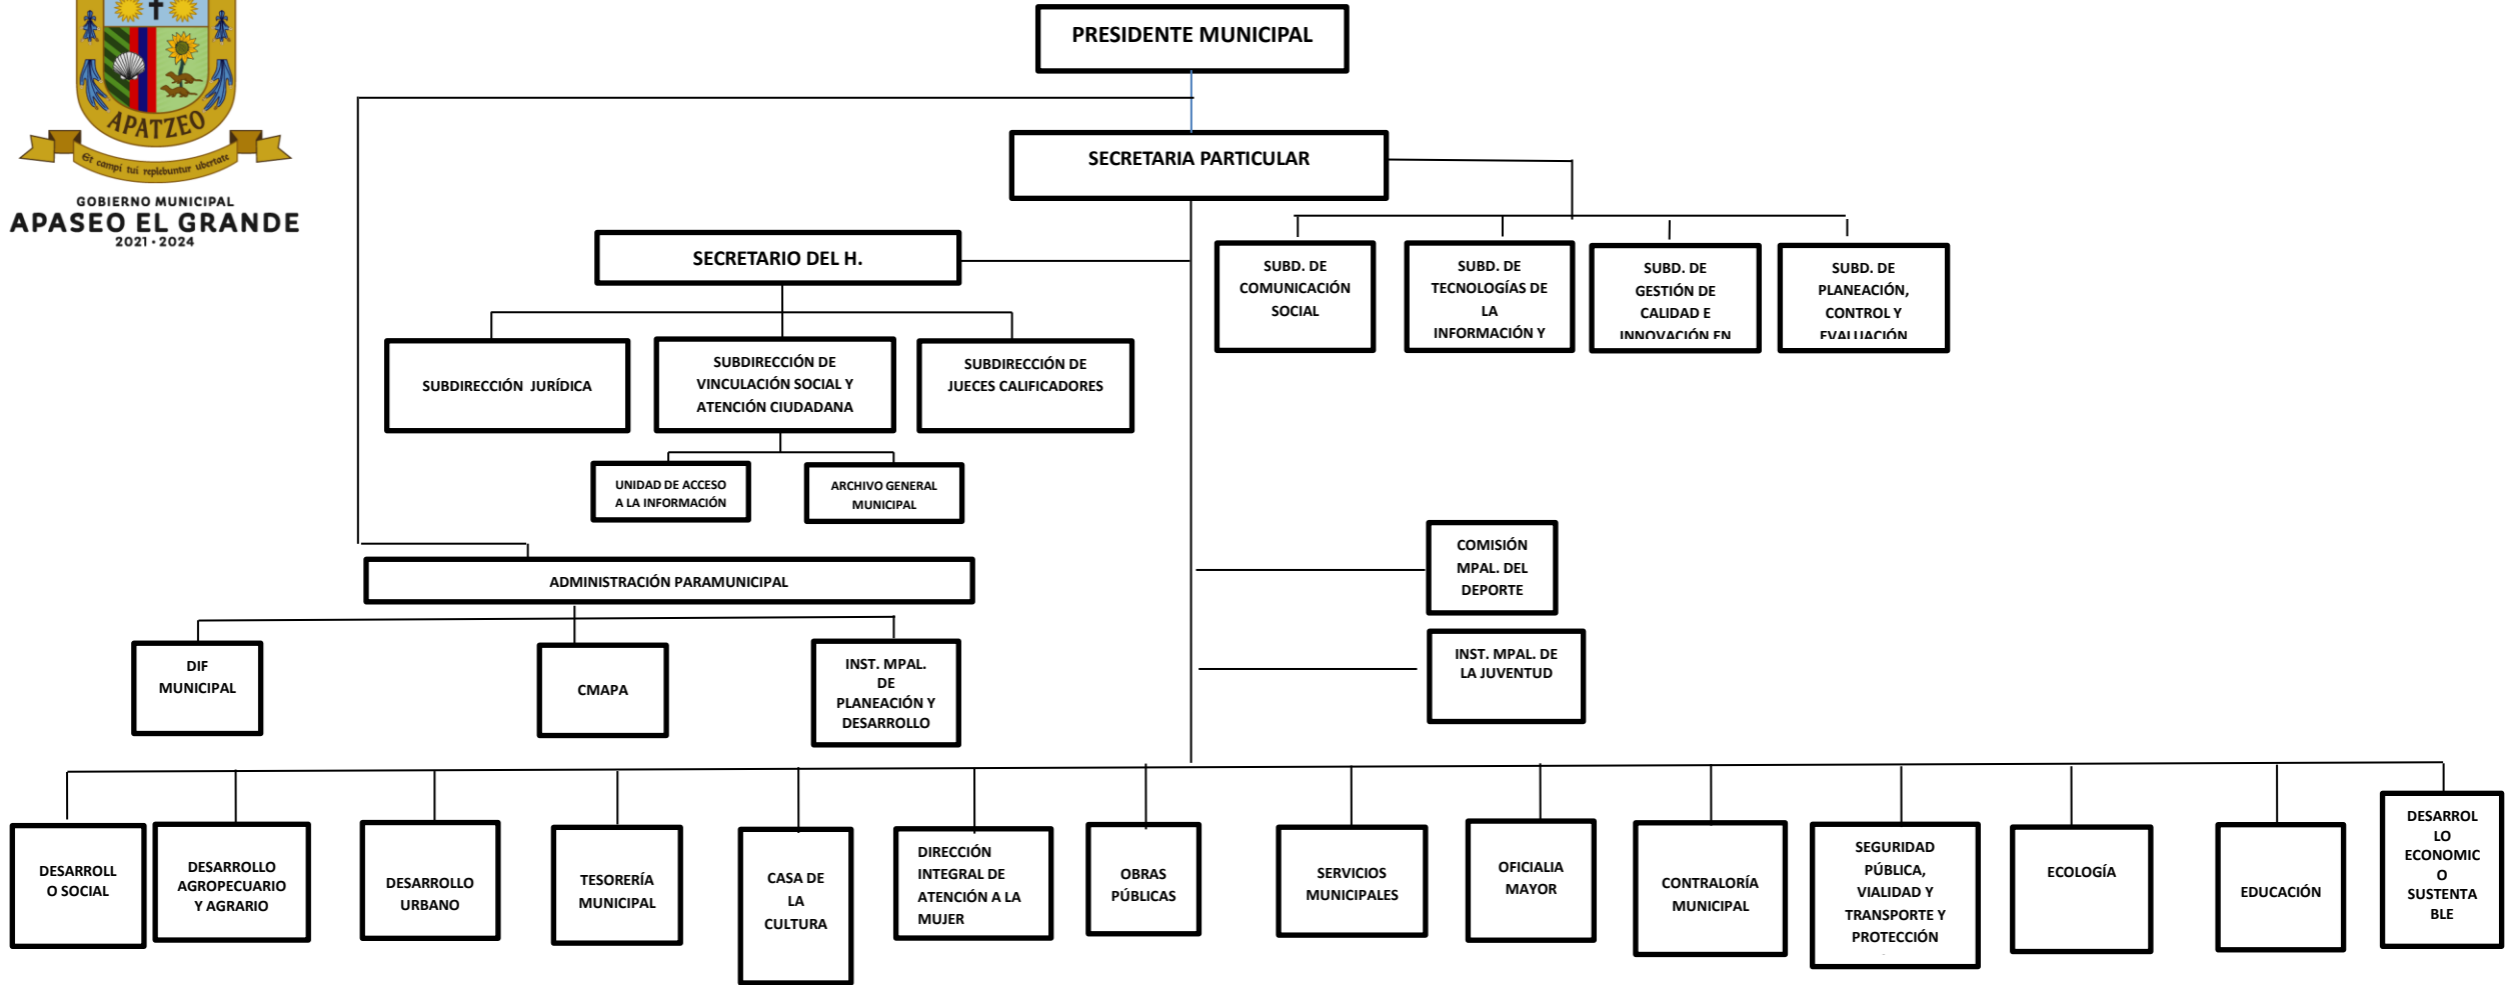 APATZEO
Et campi tui replebuntur ubertate
GOBIERNO MUNICIPAL
APASEO EL GRANDE
2021 • 2024
PRESIDENTE MUNICIPAL
SECRETARIA PARTICULAR
SECRETARIO DEL H.
SUBD. DE
COMUNICACIÓN
SOCIAL
SUBD. DE
TECNOLOGÍAS DE
LA
INFORMACIÓN Y
SUBD. DE
GESTIÓN DE
CALIDAD E
INNOVACIÓN EN
SUBD. DE
PLANEACIÓN,
CONTROL Y
EVALUACIÓN
SUBDIRECCIÓN JURÍDICA
SUBDIRECCIÓN DE
VINCULACIÓN SOCIAL Y
ATENCIÓN CIUDADANA
SUBDIRECCIÓN DE
JUECES CALIFICADORES
UNIDAD DE ACCESO
A LA INFORMACIÓN
ARCHIVO GENERAL
MUNICIPAL
COMISIÓN
MPAL. DEL
DEPORTE
ADMINISTRACIÓN PARAMUNICIPAL
INST. MPAL. DE
LA JUVENTUD
DIF
MUNICIPAL
CMAPA
INST. MPAL.
DE
PLANEACIÓN Y
DESARROLLO
DESARROLL
O SOCIAL
DESARROLLO
AGROPECUARIO
Y AGRARIO
DESARROLLO
URBANO
TESORERÍA
MUNICIPAL
CASA DE
LA
CULTURA
DIRECCIÓN
INTEGRAL DE
ATENCIÓN A LA
MUJER
OBRAS
PÚBLICAS
SERVICIOS
MUNICIPALES
OFICIALIA
MAYOR
CONTRALORÍA
MUNICIPAL
SEGURIDAD
PÚBLICA,
VIALIDAD Y
TRANSPORTE Y
PROTECCIÓN
ECOLOGÍA
EDUCACIÓN
DESARROL
LO
ECONOMIC
O
SUSTENTA
BLE